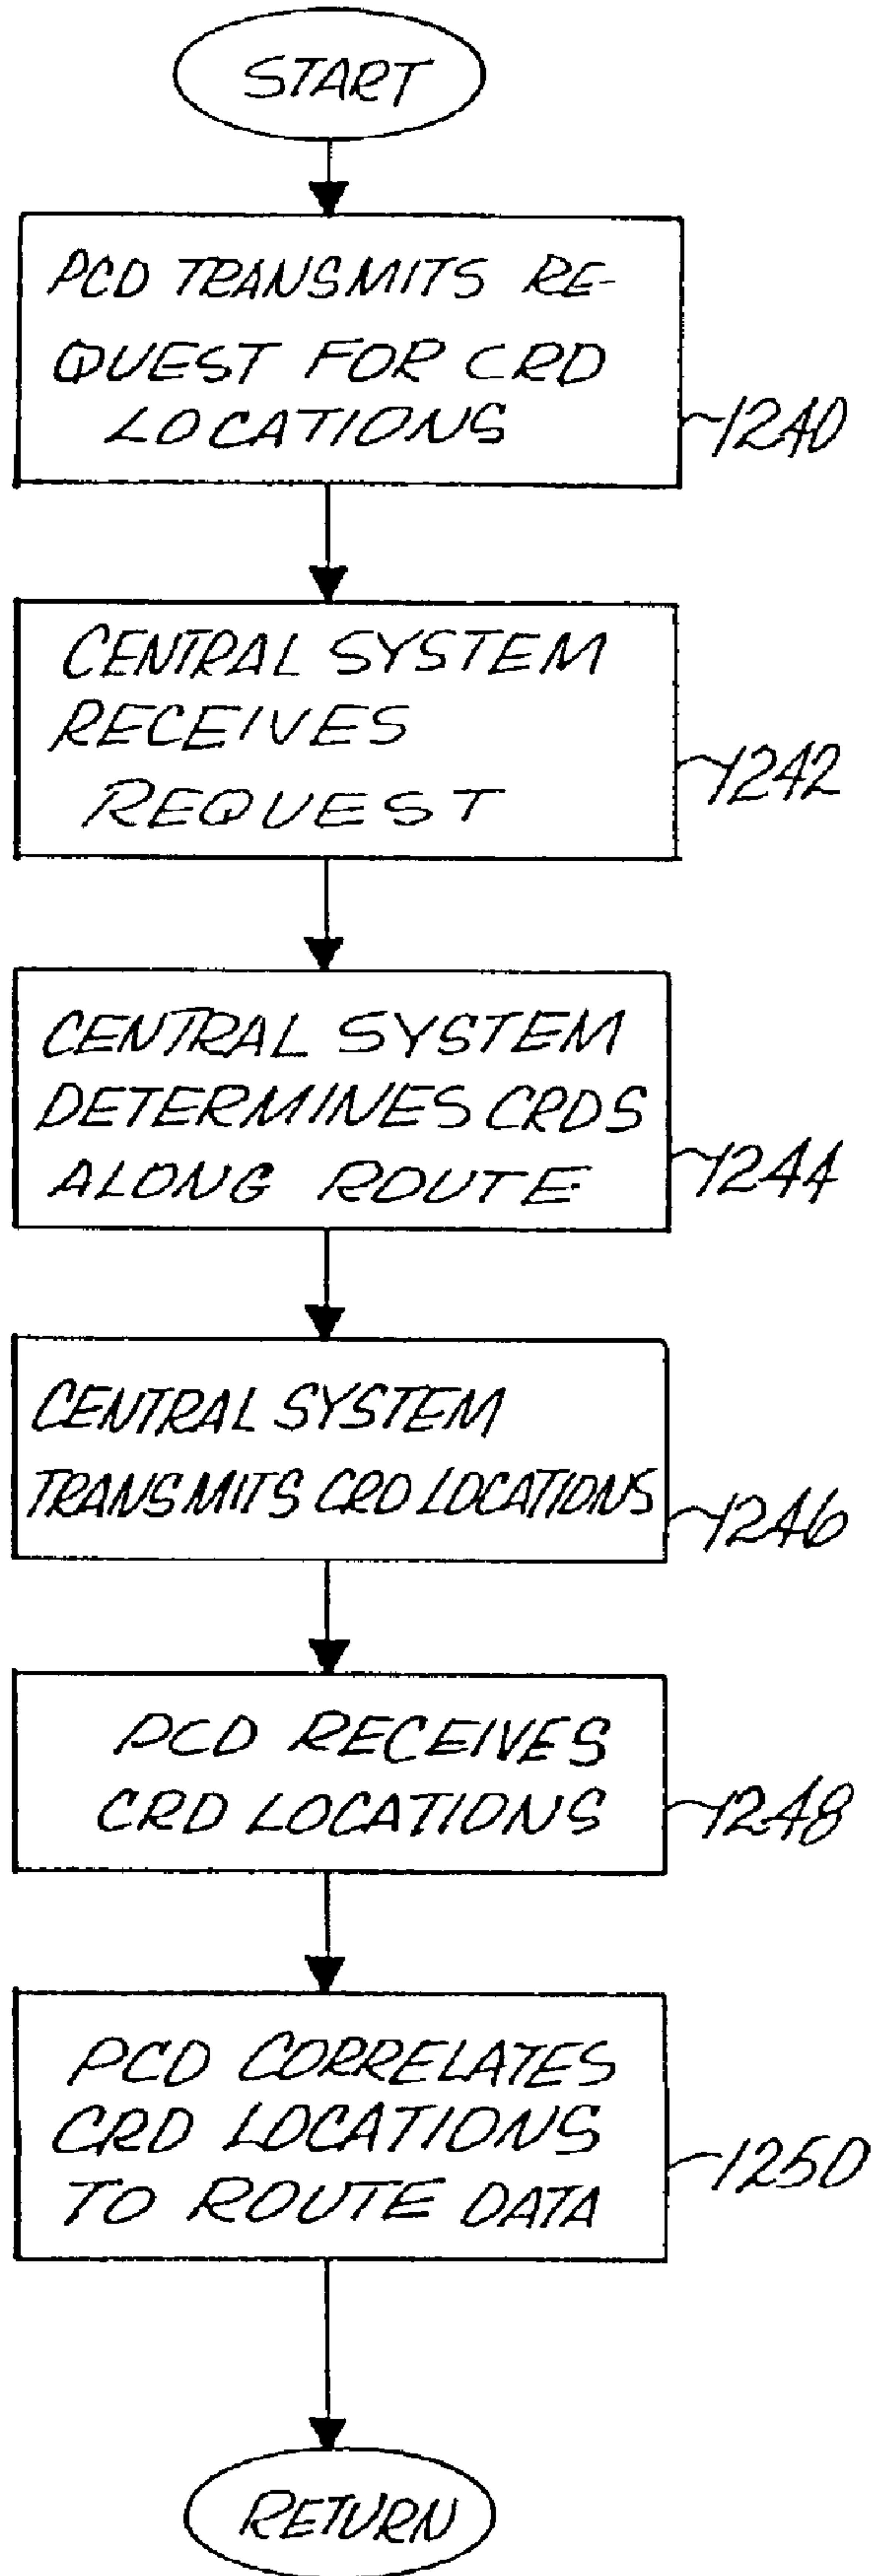 START
PCD TRANSMITS RE-
QUEST FOR CRD
LOCATIONS
1240
CENTRAL SYSTEM
RECEIVES
REQUEST
1242
CENTRAL SYSTEM
DETERMINES CRDS
ALONG ROUTE
1244
CENTRAL SYSTEM
TRANSMITS CRD LOCATIONS
1246
PCD RECEIVES
CRD LOCATIONS
1248
PCD CORRELATES
CRD LOCATIONS
TO ROUTE DATA
1250
RETURN